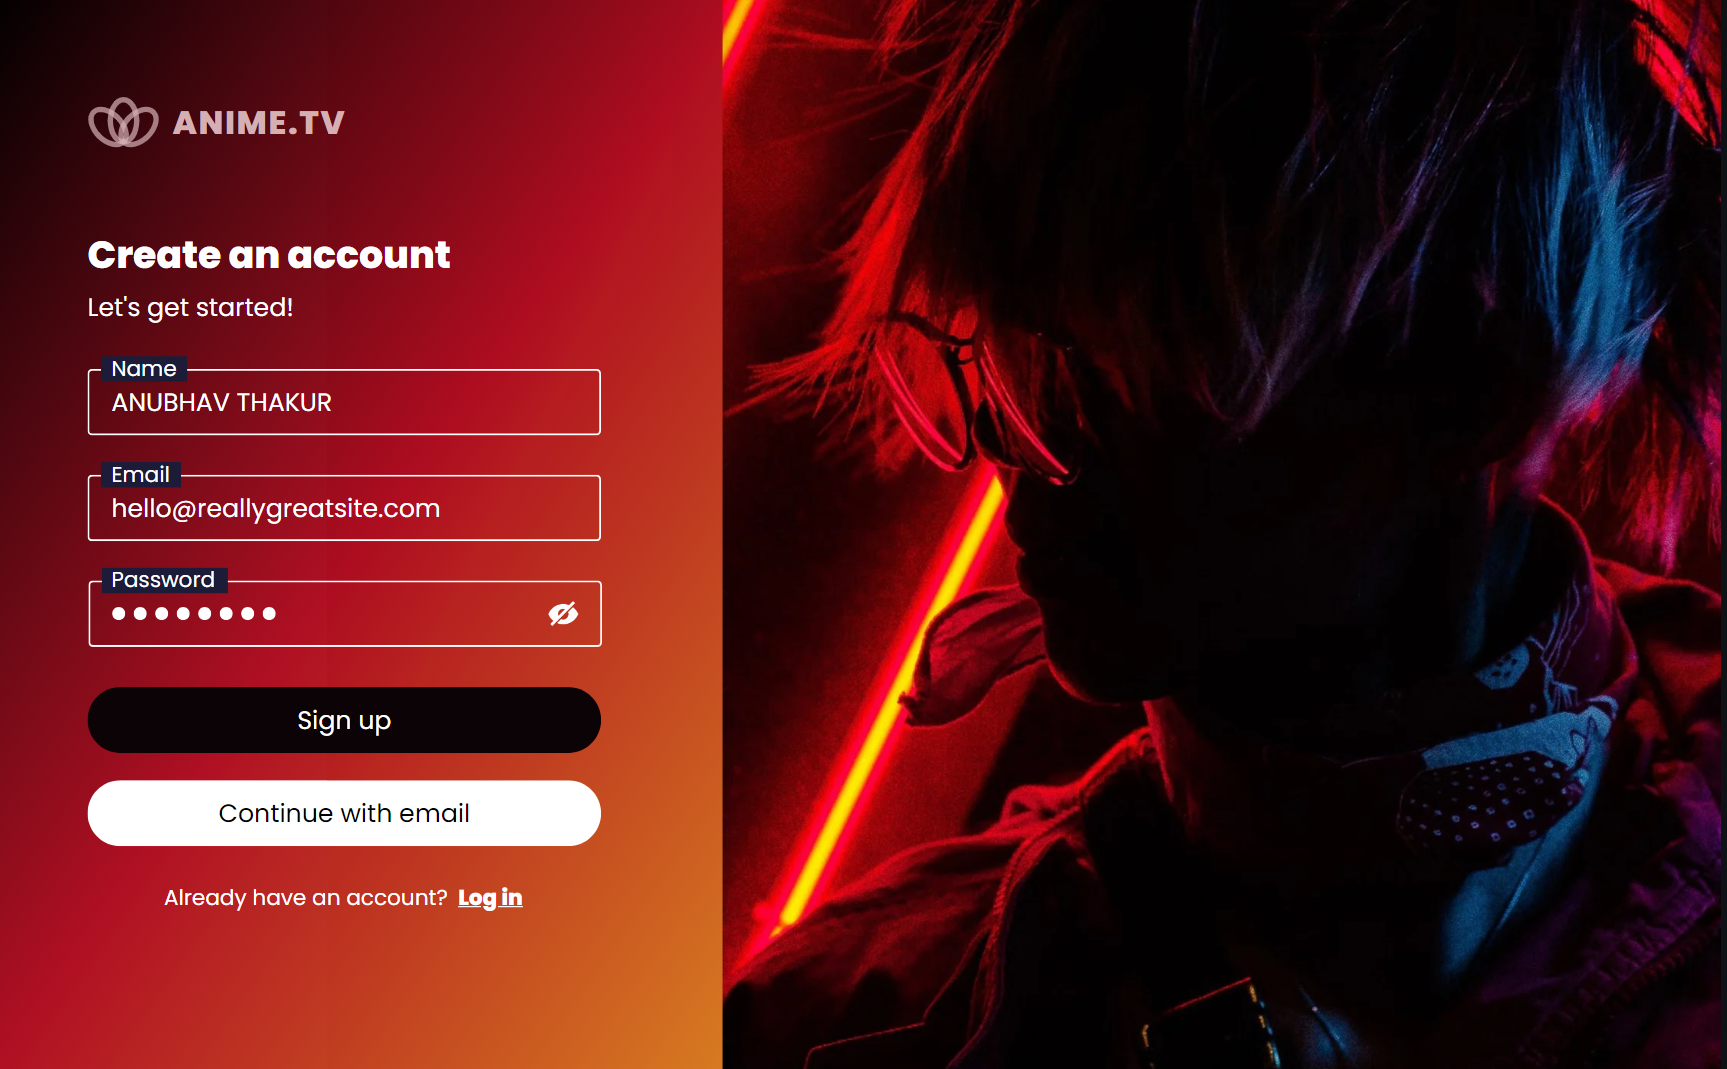 ANIME.TV
Create an account
Let's get started!
Name
ANUBHAV THAKUR
Email
hello@reallygreatsite.com
Password
Sign up
Continue with email
Already have an account? Log in